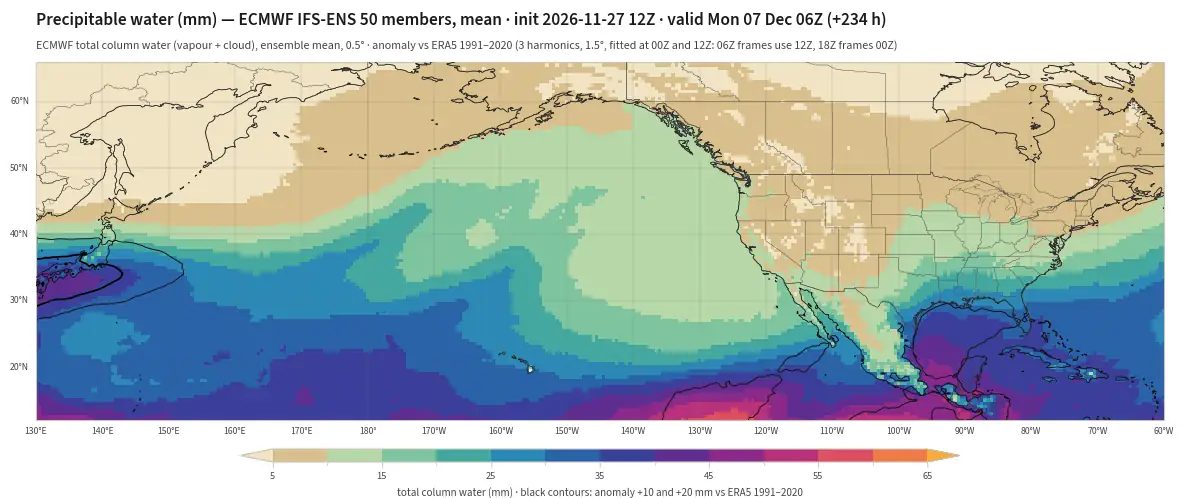 Precipitable water (mm) — ECMWF IFS-ENS 50 members, mean · init 2026-11-27 12Z · valid Mon 07 Dec 06Z (+234 h)
ECMWF total column water (vapour + cloud), ensemble mean, 0.5° · anomaly vs ERA5 1991–2020 (3 harmonics, 1.5°, fitted at 00Z and 12Z: 06Z frames use 12Z, 18Z frames 00Z)
60°N
50°N
40°N
30°N
20°N
130°E 140°E 150°E 160°E 170°E 180° 170°W 160°W 150°W 140°W 130°W 120°W 110°W 100°W 90°W 80°W 70°W 60°W
5 15 25 35 45 55 65
total column water (mm) · black contours: anomaly +10 and +20 mm vs ERA5 1991–2020